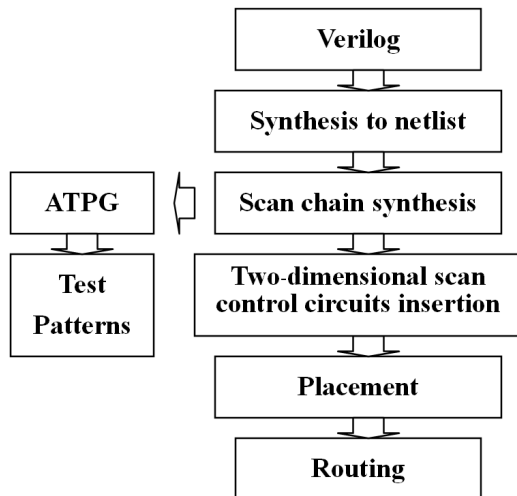 Verilog
Synthesis to netlist
ATPG
Scan chain synthesis
Test
Patterns
Two-dimensional scan
control circuits insertion
Placement
Routing